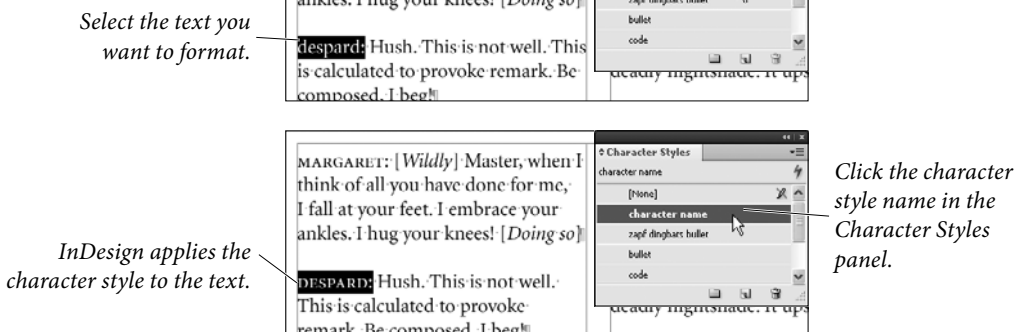 ankles. I hug your knees! [Doing so]
zapf dingbats bullet
bullet
code
Select the text you
want to format.
despard: Hush. This is not well. This
is calculated to provoke remark. Be
composed, I beg!¶
deadly nightshade. It ups
MARGARET: [Wildly] Master, when I
think of all you have done for me,
I fall at your feet. I embrace your
ankles. I hug your knees! [Doing so]
DESPARD: Hush. This is not well.
This is calculated to provoke
remark. Be composed, I beg!¶
Character Styles
character name
[None]
character name
zapf dingbats bullet
bullet
code
deadly nightshade. It ups
Click the character
style name in the
Character Styles
panel.
InDesign applies the
character style to the text.